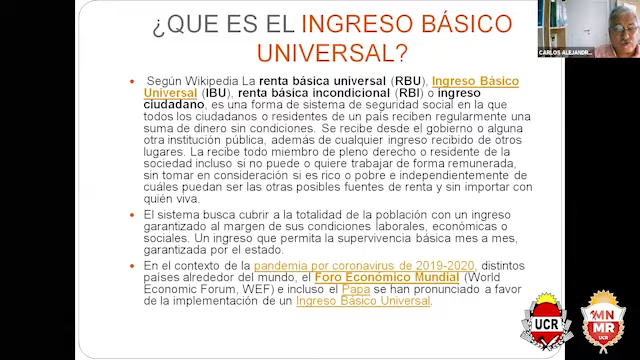 ¿QUE ES EL INGRESO BÁSICO
UNIVERSAL?
CARLOS ALEJANDR...
Según Wikipedia La renta básica universal (RBU), Ingreso Básico
Universal (IBU), renta básica incondicional (RBI) o ingreso
ciudadano, es una forma de sistema de seguridad social en la que
todos los ciudadanos o residentes de un país reciben regularmente una
suma de dinero sin condiciones. Se recibe desde el gobierno o alguna
otra institución pública, además de cualquier ingreso recibido de otros
lugares. La recibe todo miembro de pleno derecho o residente de la
sociedad incluso si no puede o quiere trabajar de forma remunerada,
sin tomar en consideración si es rico o pobre e independientemente de
cuáles puedan ser las otras posibles fuentes de renta y sin importar con
quién viva.
El sistema busca cubrir a la totalidad de la población con un ingreso
garantizado al margen de sus condiciones laborales, económicas o
sociales. Un ingreso que permita la supervivencia básica mes a mes,
garantizada por el estado.
En el contexto de la pandemia por coronavirus de 2019-2020, distintos
países alrededor del mundo, el Foro Económico Mundial (World
Economic Forum, WEF) e incluso el Papa se han pronunciado a favor
de la implementación de un Ingreso Básico Universal.
UCR
MN
MR
UCR